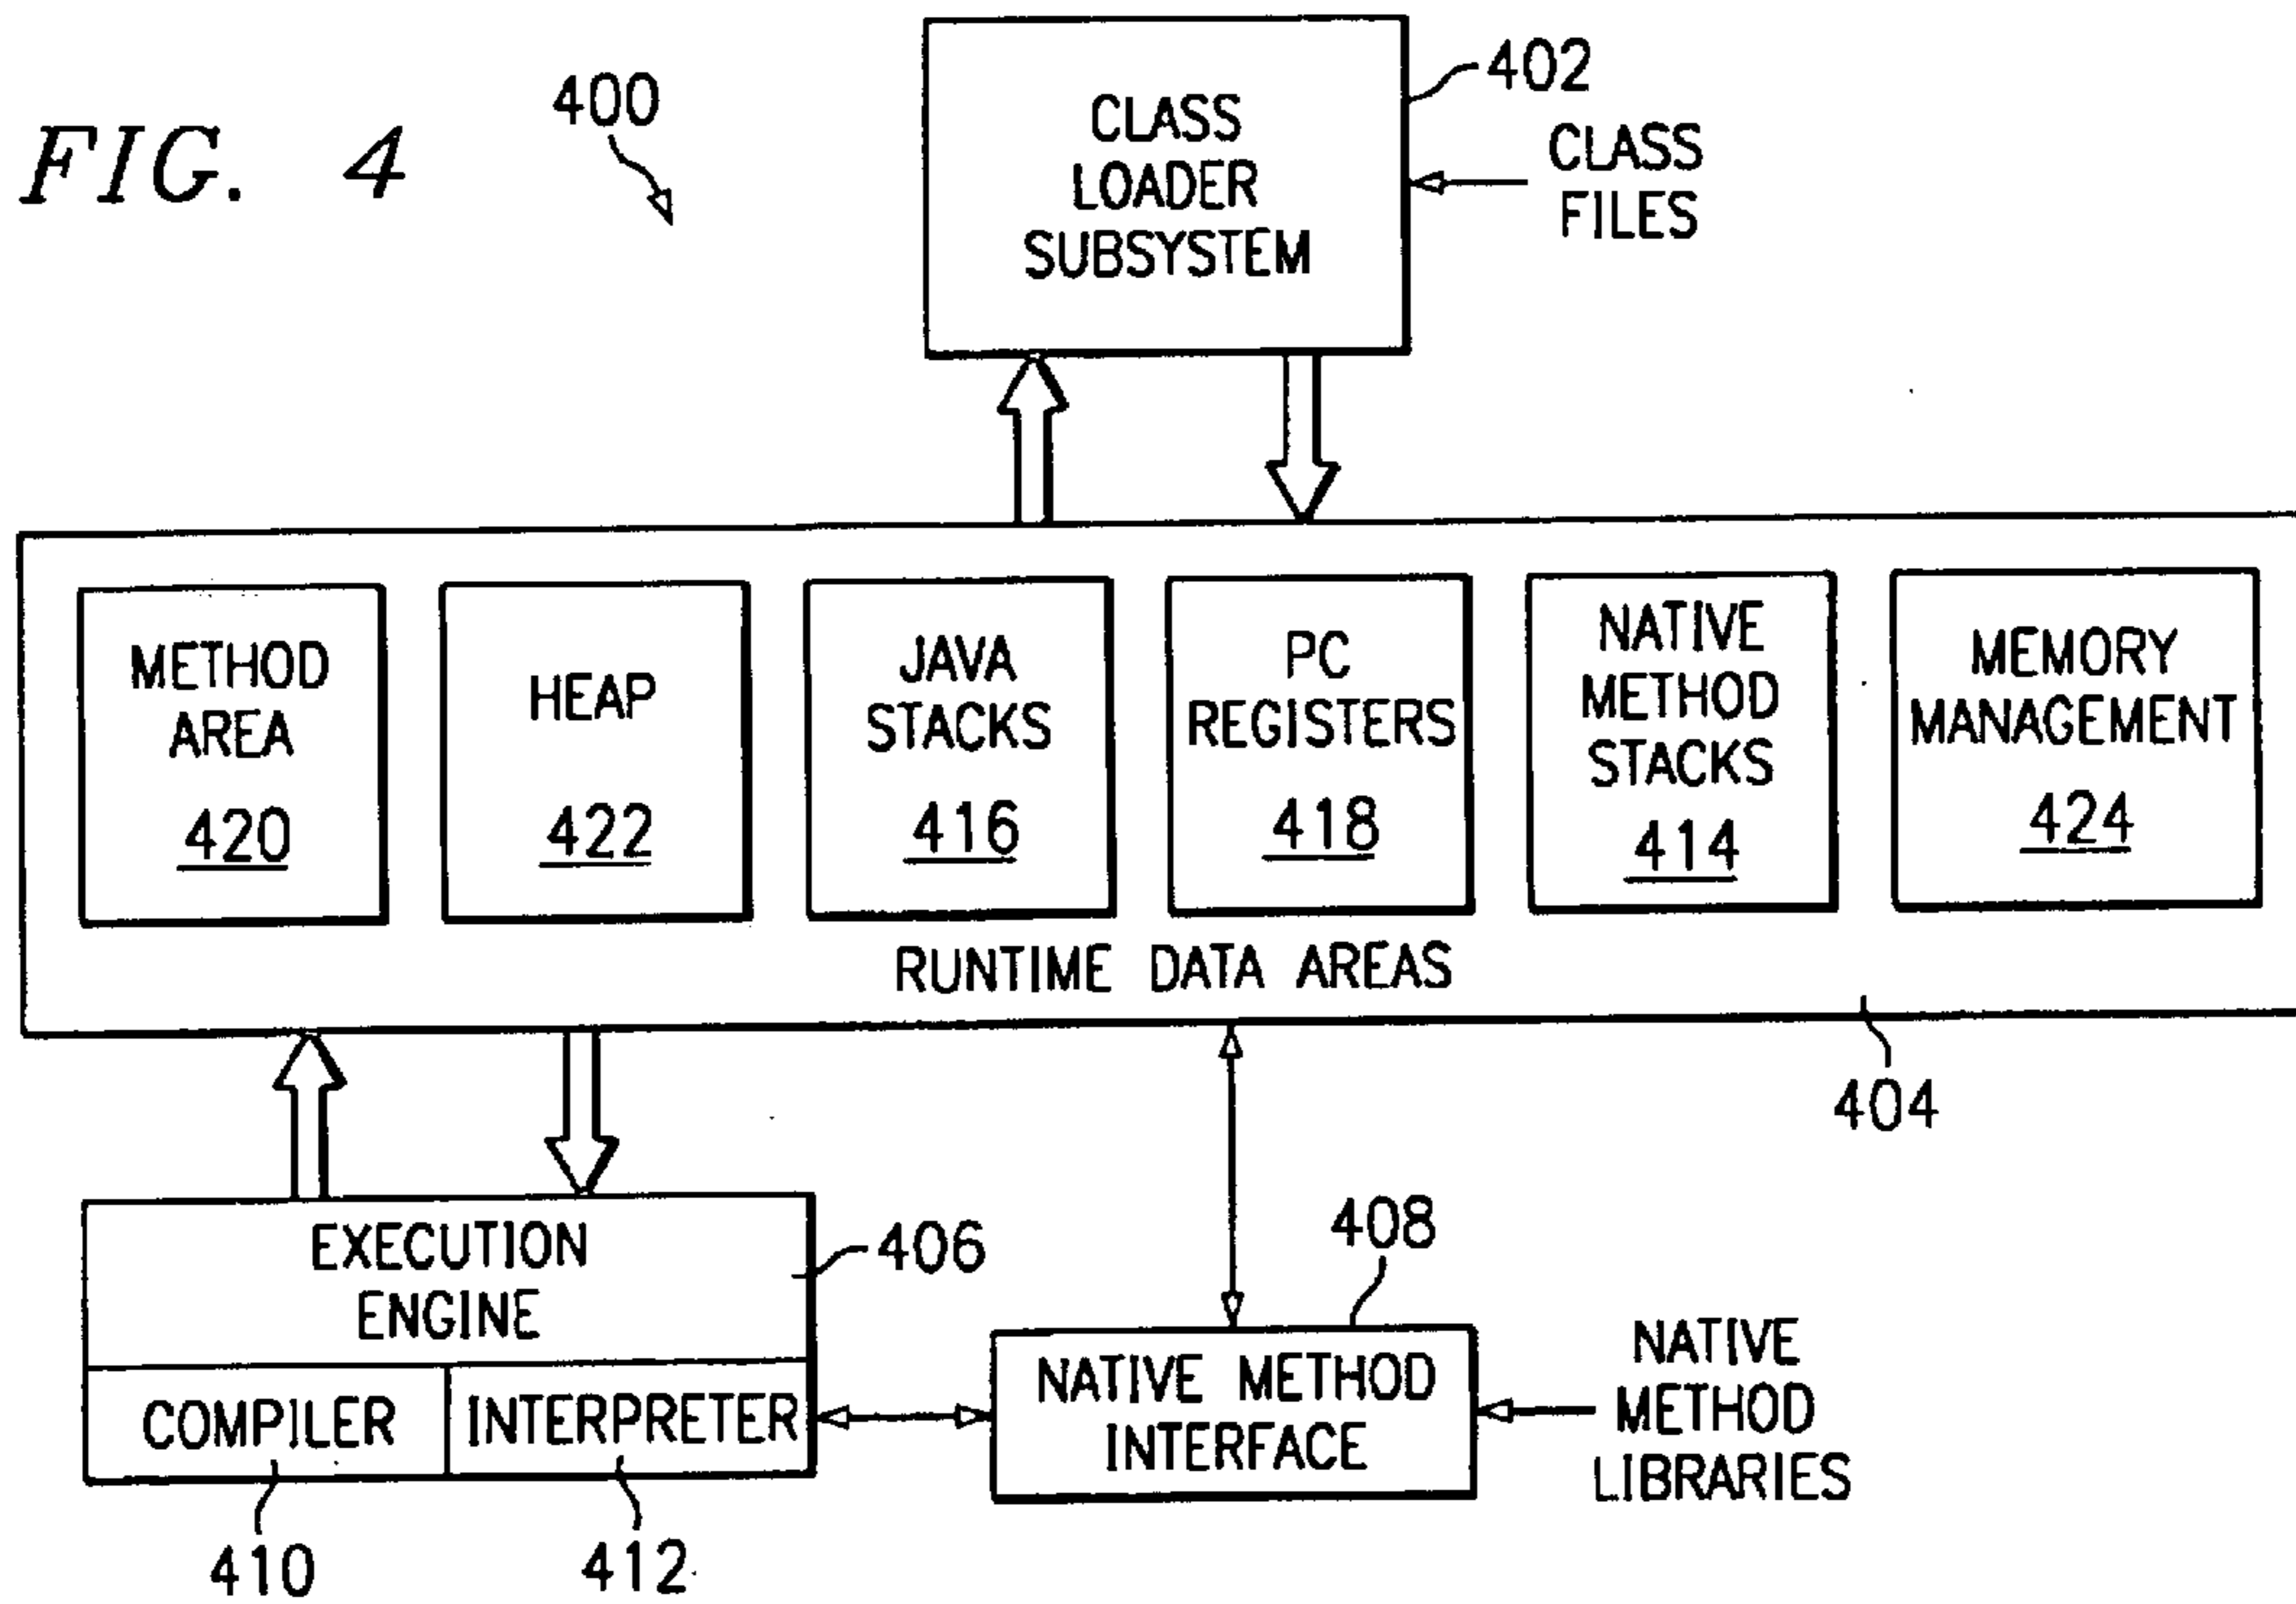 FIG. 4
400
CLASS
LOADER
SUBSYSTEM
402
CLASS
FILES
METHOD
AREA
420
HEAP
422
JAVA
STACKS
416
PC
REGISTERS
418
NATIVE
METHOD
STACKS
414
MEMORY
MANAGEMENT
424
RUNTIME DATA AREAS
404
EXECUTION
ENGINE
406
COMPILER
INTERPRETER
410
412
408
NATIVE METHOD
INTERFACE
NATIVE
METHOD
LIBRARIES